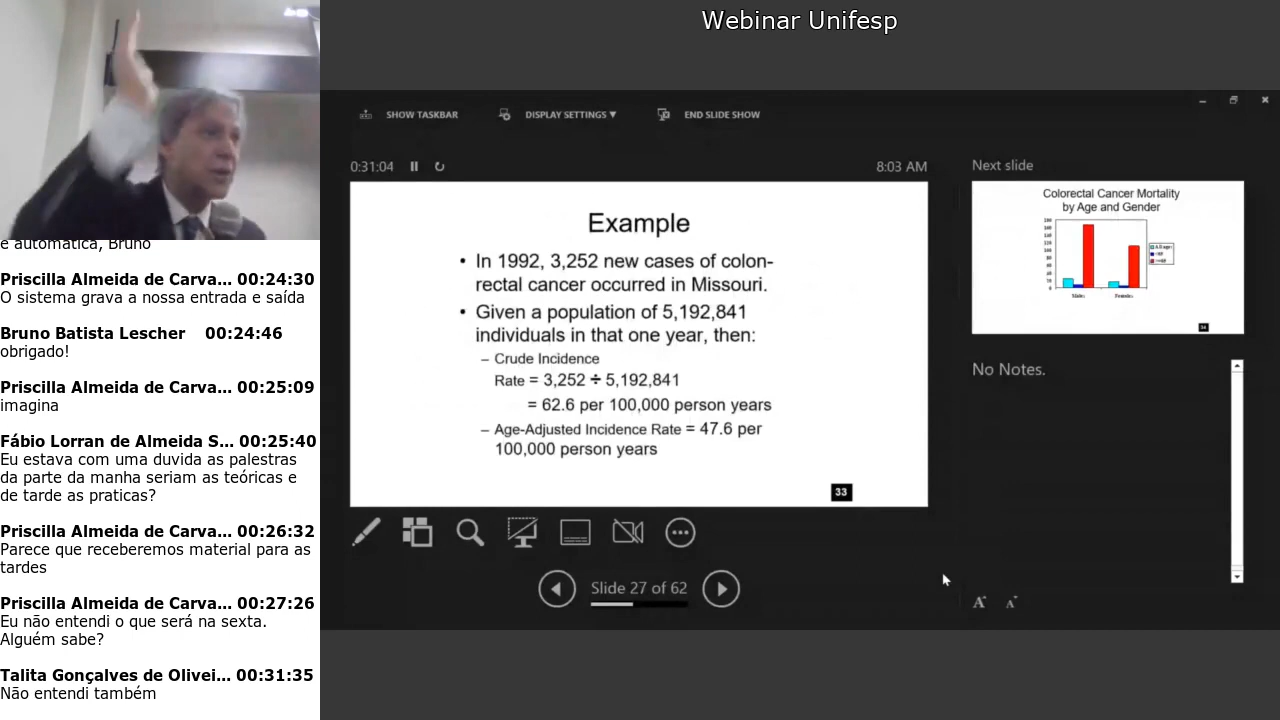 Webinar Unifesp
e automática, Bruno
Priscilla Almeida de Carva... 00:24:30
O sistema grava a nossa entrada e saída
Bruno Batista Lescher 00:24:46
obrigado!
Priscilla Almeida de Carva... 00:25:09
imagina
Fábio Lorran de Almeida S... 00:25:40
Eu estava com uma duvida as palestras
da parte da manha seriam as teóricas e
de tarde as praticas?
Priscilla Almeida de Carva... 00:26:32
Parece que receberemos material para as
tardes
Priscilla Almeida de Carva... 00:27:26
Eu não entendi o que será na sexta.
Alguém sabe?
Talita Gonçalves de Olivei... 00:31:35
Não entendi também
SHOW TASKBAR
DISPLAY SETTINGS ▼
END SLIDE SHOW
0:31:04
8:03 AM
Example
• In 1992, 3,252 new cases of colon-
rectal cancer occurred in Missouri.
• Given a population of 5,192,841
individuals in that one year, then:
– Crude Incidence
Rate = 3,252 ÷ 5,192,841
= 62.6 per 100,000 person years
– Age-Adjusted Incidence Rate = 47.6 per
100,000 person years
33
Slide 27 of 62
Next slide
Colorectal Cancer Mortality
by Age and Gender
Males
Females
34
No Notes.
A A